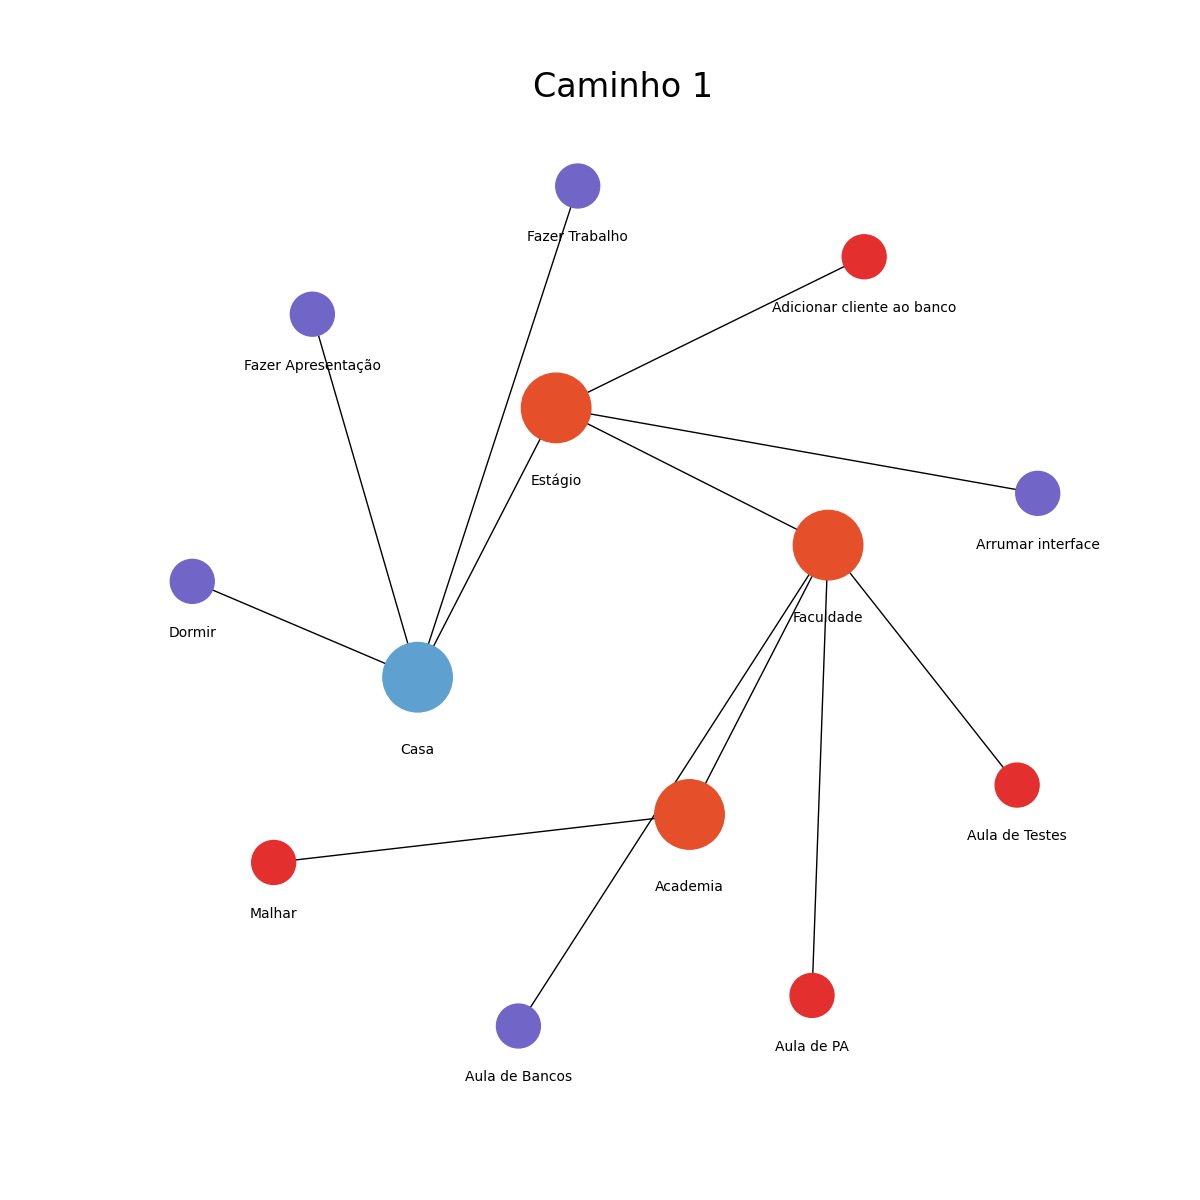 Caminho 1
Fazer Trabalho
Adicionar cliente ao banco
Fazer Apresentação
Estágio
Arrumar interface
Faculdade
Dormir
Casa
Aula de Testes
Academia
Malhar
Aula de PA
Aula de Bancos